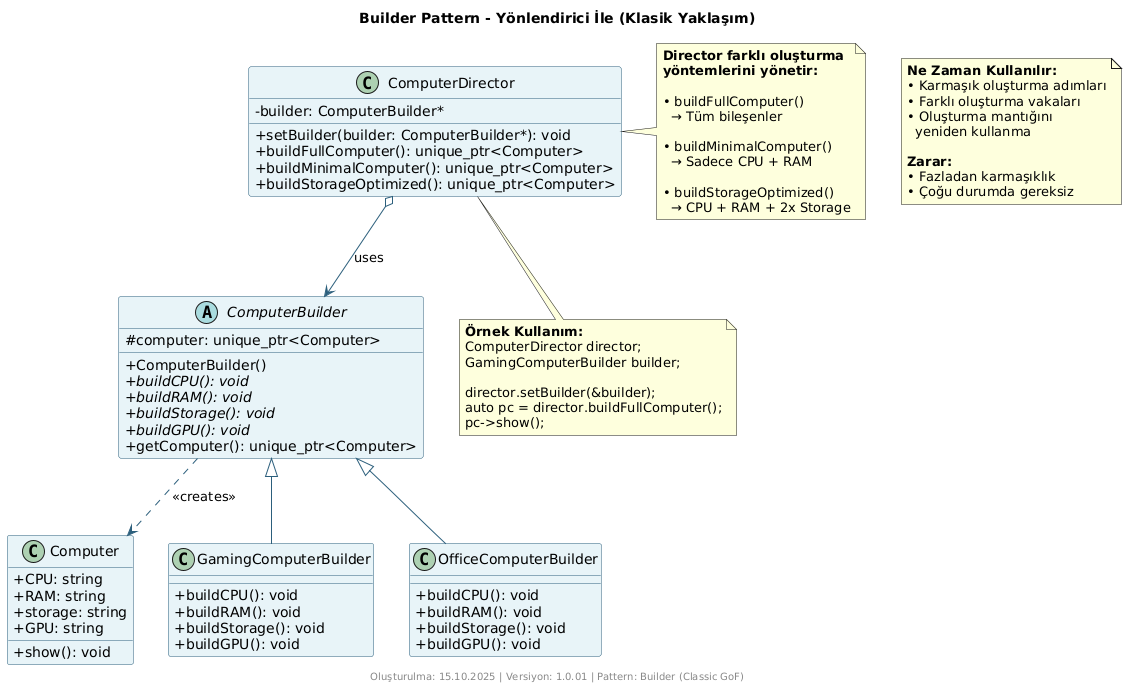 Builder Pattern - Yönlendirici İle (Klasik Yaklaşım)
C ComputerDirector
-builder: ComputerBuilder*
+setBuilder(builder: ComputerBuilder*): void
+buildFullComputer(): unique_ptr<Computer>
+buildMinimalComputer(): unique_ptr<Computer>
+buildStorageOptimized(): unique_ptr<Computer>
Director farklı oluşturma
yöntemlerini yönetir:
• buildFullComputer()
→ Tüm bileşenler
• buildMinimalComputer()
→ Sadece CPU + RAM
• buildStorageOptimized()
→ CPU + RAM + 2x Storage
Ne Zaman Kullanılır:
• Karmaşık oluşturma adımları
• Farklı oluşturma vakaları
• Oluşturma mantığını
yeniden kullanma
Zarar:
• Fazladan karmaşıklık
• Çoğu durumda gereksiz
uses
A ComputerBuilder
#computer: unique_ptr<Computer>
+ComputerBuilder()
+buildCPU(): void
+buildRAM(): void
+buildStorage(): void
+buildGPU(): void
+getComputer(): unique_ptr<Computer>
Örnek Kullanım:
ComputerDirector director;
GamingComputerBuilder builder;
director.setBuilder(&builder);
auto pc = director.buildFullComputer();
pc->show();
«creates»
C Computer
+CPU: string
+RAM: string
+storage: string
+GPU: string
+show(): void
C GamingComputerBuilder
+buildCPU(): void
+buildRAM(): void
+buildStorage(): void
+buildGPU(): void
C OfficeComputerBuilder
+buildCPU(): void
+buildRAM(): void
+buildStorage(): void
+buildGPU(): void
Oluşturulma: 15.10.2025 | Versiyon: 1.0.01 | Pattern: Builder (Classic GoF)